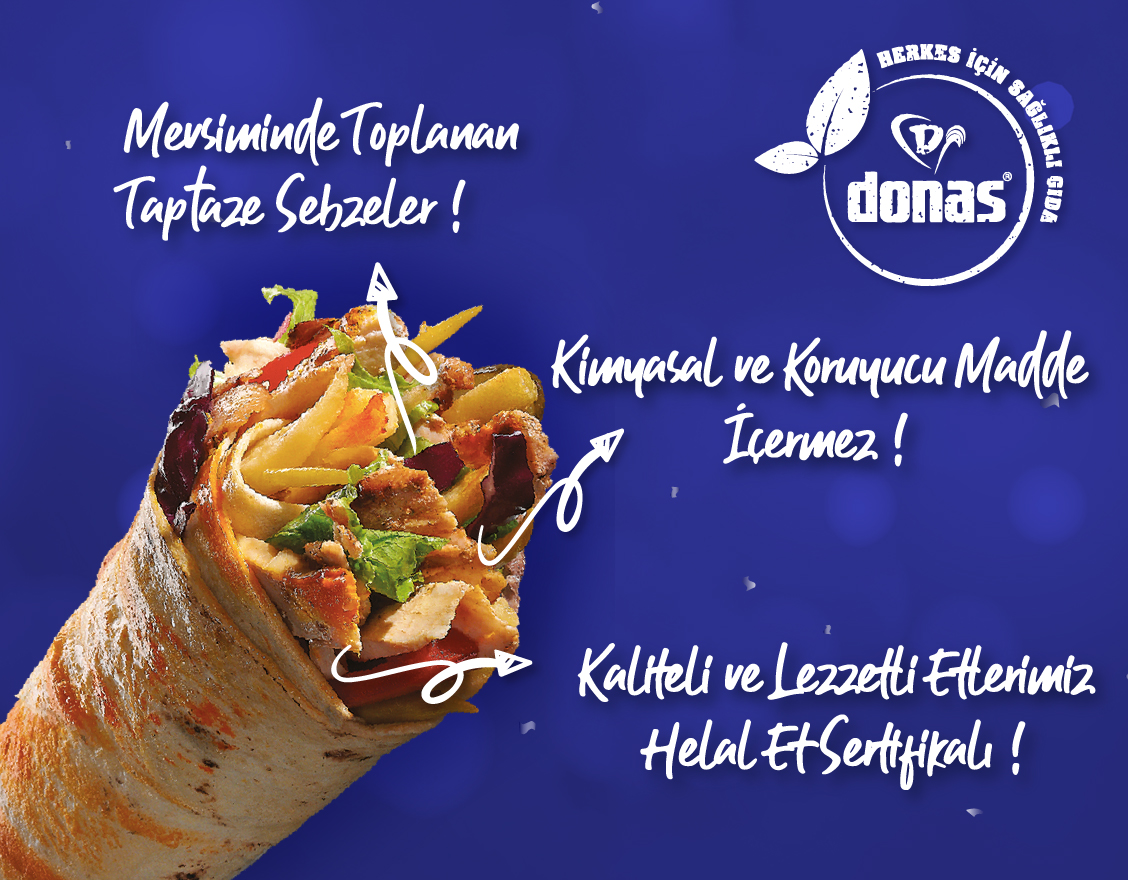 Mevsiminde Toplanan
Taptaze Sebzeler !
HERKES İÇİN SAĞLIKLI GIDA
D
donas®
Kimyasal ve Koruyucu Madde
İçermez !
Kaliteli ve Lezzetli Etlerimiz
Helal Et Sertifikalı !